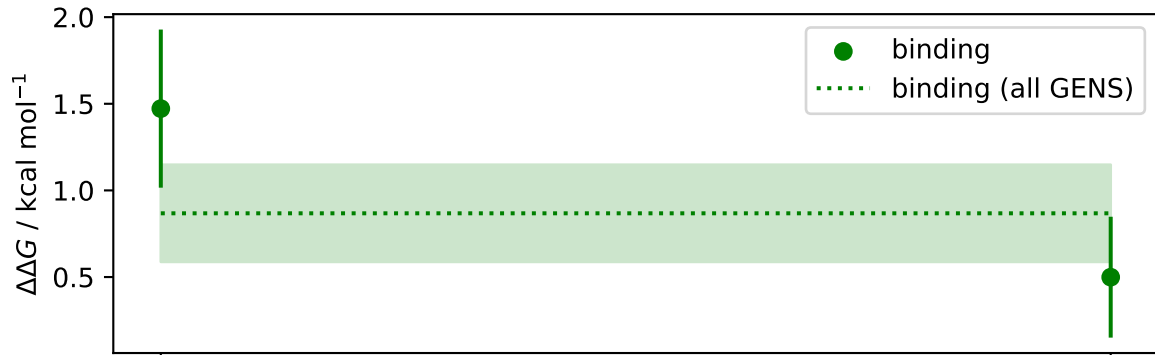 2.0
1.5
1.0
0.5
ΔΔG / kcal mol⁻¹
binding
binding (all GENS)